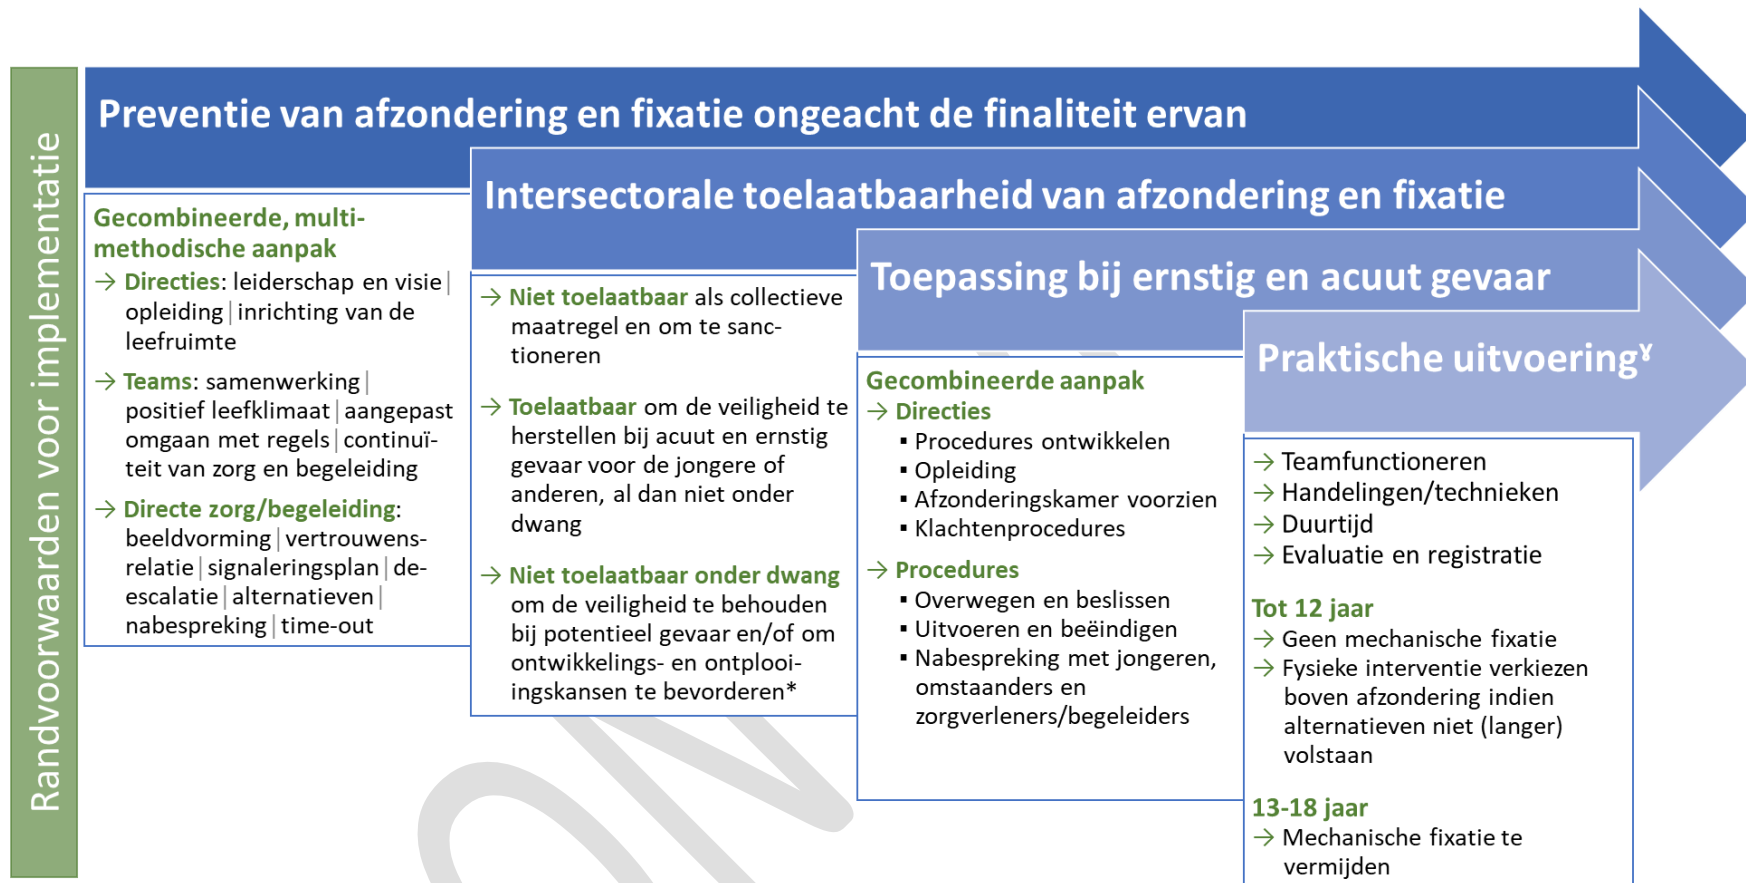 Randvoorwaarden voor implementatie
Preventie van afzondering en fixatie ongeacht de finaliteit ervan
Gecombineerde, multi-
methodische aanpak
→ Directies: leiderschap en visie|
opleiding|inrichting van de
leefruimte
→ Teams: samenwerking|
positief leefklimaat|aangepast
omgaan met regels|continuï-
teit van zorg en begeleiding
→ Directe zorg/begeleiding:
beeldvorming|vertrouwens-
relatie|signaleringsplan|de-
escalatie|alternatieven|
nabespreking|time-out
Intersectorale toelaatbaarheid van afzondering en fixatie
→ Niet toelaatbaar als collectieve
maatregel en om te sanc-
tioneren
→ Toelaatbaar om de veiligheid te
herstellen bij acuut en ernstig
gevaar voor de jongere of
anderen, al dan niet onder
dwang
→ Niet toelaatbaar onder dwang
om de veiligheid te behouden
bij potentieel gevaar en/of om
ontwikkelings- en ontplooi-
ingskansen te bevorderen*
Toepassing bij ernstig en acuut gevaar
Gecombineerde aanpak
→ Directies
▪ Procedures ontwikkelen
▪ Opleiding
▪ Afzonderingskamer voorzien
▪ Klachtenprocedures
→ Procedures
▪ Overwegen en beslissen
▪ Uitvoeren en beëindigen
▪ Nabespreking met jongeren,
omstaanders en
zorgverleners/begeleiders
Praktische uitvoeringɣ
→ Teamfunctioneren
→ Handelingen/technieken
→ Duurtijd
→ Evaluatie en registratie
Tot 12 jaar
→ Geen mechanische fixatie
→ Fysieke interventie verkiezen
boven afzondering indien
alternatieven niet (langer)
volstaan
13-18 jaar
→ Mechanische fixatie te
vermijden